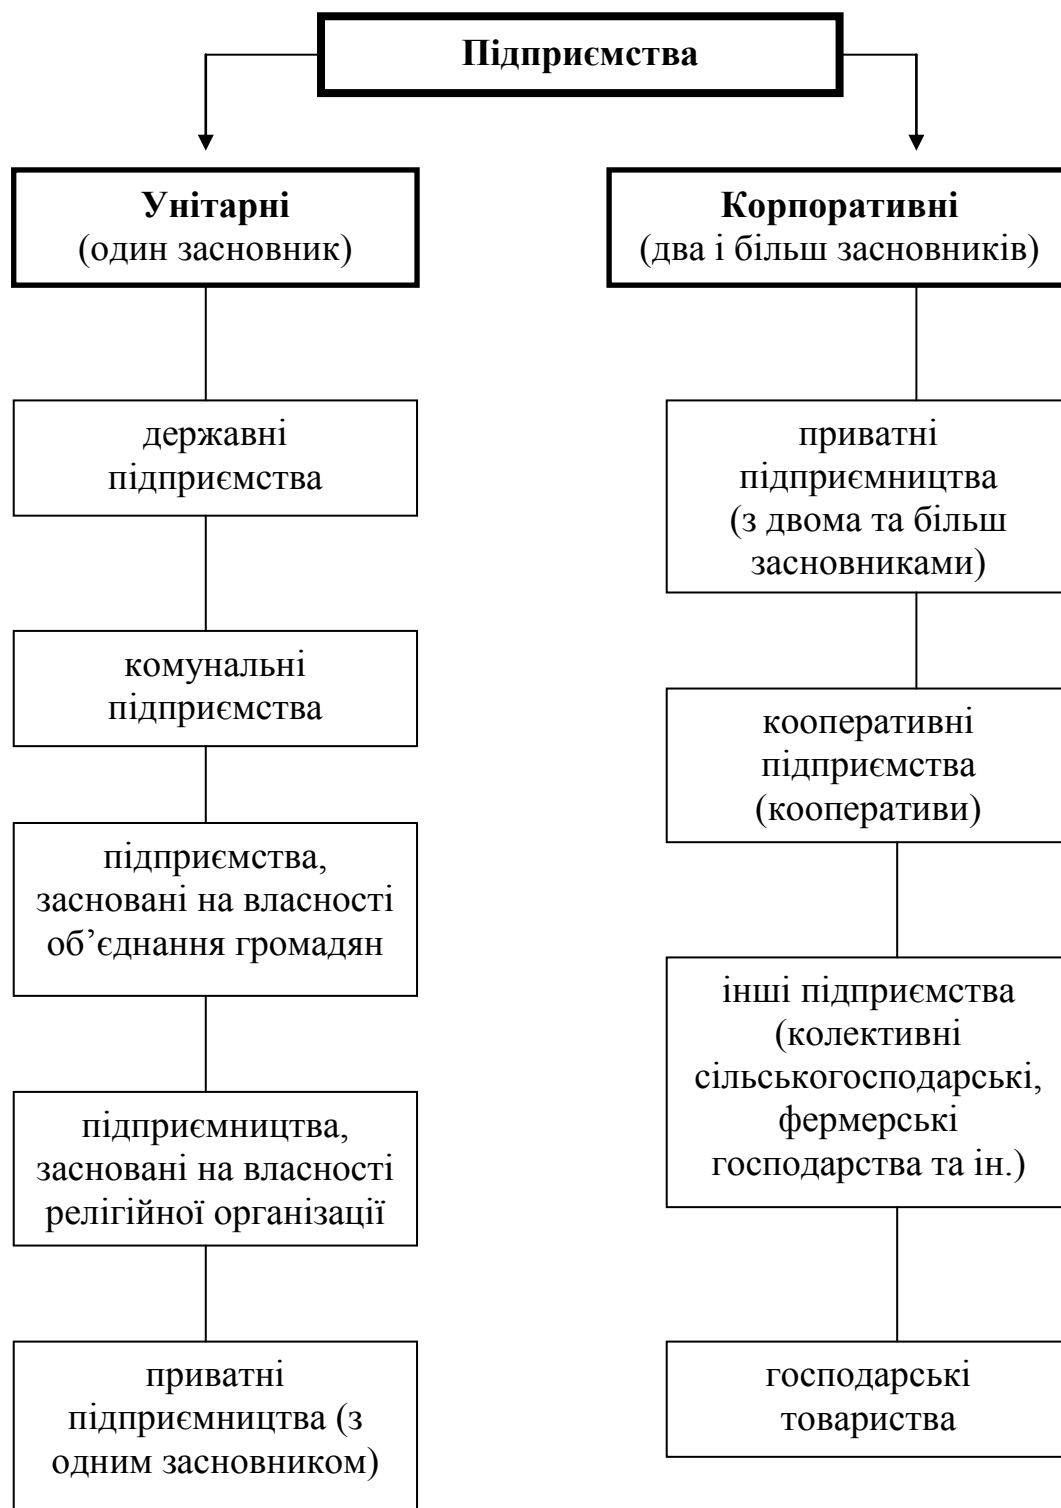 Підприємства
Унітарні
(один засновник)
державні
підприємства
комунальні
підприємства
підприємства,
засновані на власності
об’єднання громадян
підприємництва,
засновані на власності
релігійної організації
приватні
підприємництва (з
одним засновником)
Корпоративні
(два і більш засновників)
приватні
підприємництва
(з двома та більш
засновниками)
кооперативні
підприємства
(кооперативи)
інші підприємства
(колективні
сільськогосподарські,
фермерські
господарства та ін.)
господарські
товариства